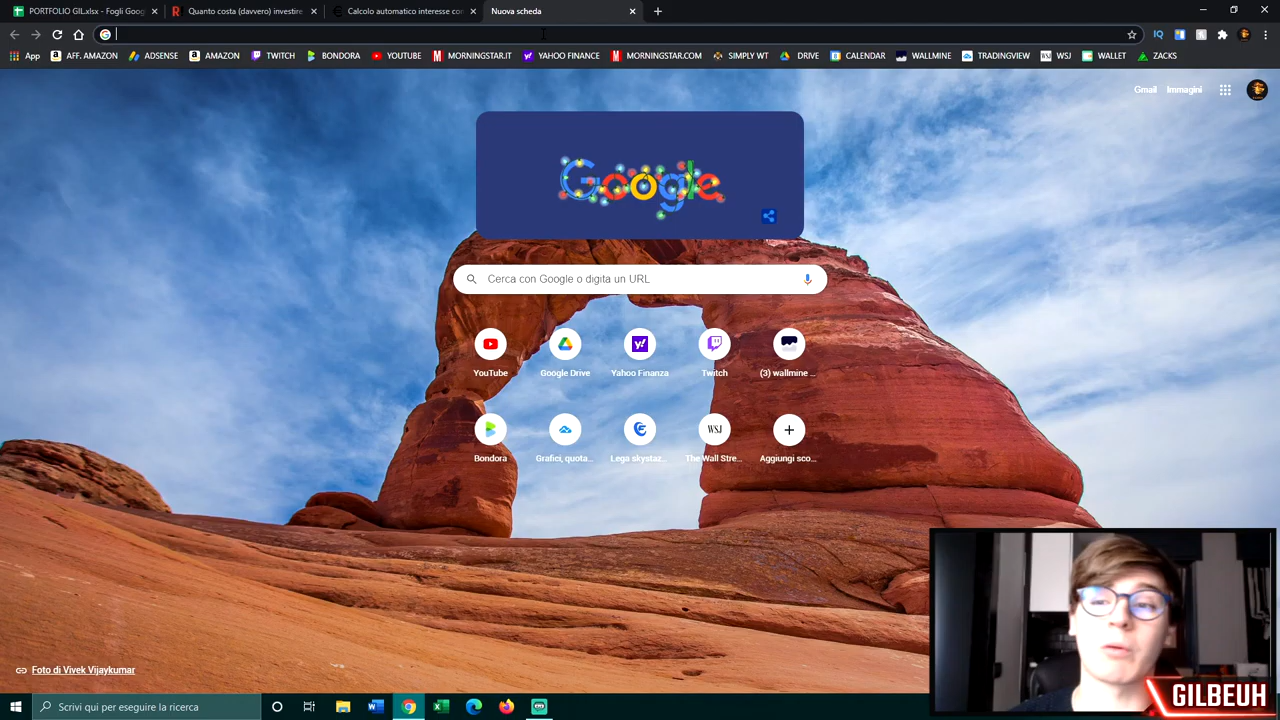 PORTFOLIO GIL.xlsx - Fogli Goog
Quanto costa (davvero) investire
Calcolo automatico interesse con
Nuova scheda
App
AFF. AMAZON
ADSENSE
AMAZON
TWITCH
BONDORA
YOUTUBE
MORNINGSTAR.IT
YAHOO FINANCE
MORNINGSTAR.COM
SIMPLY WT
DRIVE
CALENDAR
WALLMINE
TRADINGVIEW
WSJ
WALLET
ZACKS
Gmail Immagini
Google
Cerca con Google o digita un URL
YouTube
Google Drive
Yahoo Finanza
Twitch
(3) wallmine ...
WSJ
Bondora
Grafici, quota...
Lega skystaz...
The Wall Stre...
Aggiungi sco...
Foto di Vivek Vijaykumar
Scrivi qui per eseguire la ricerca
GILBEUH